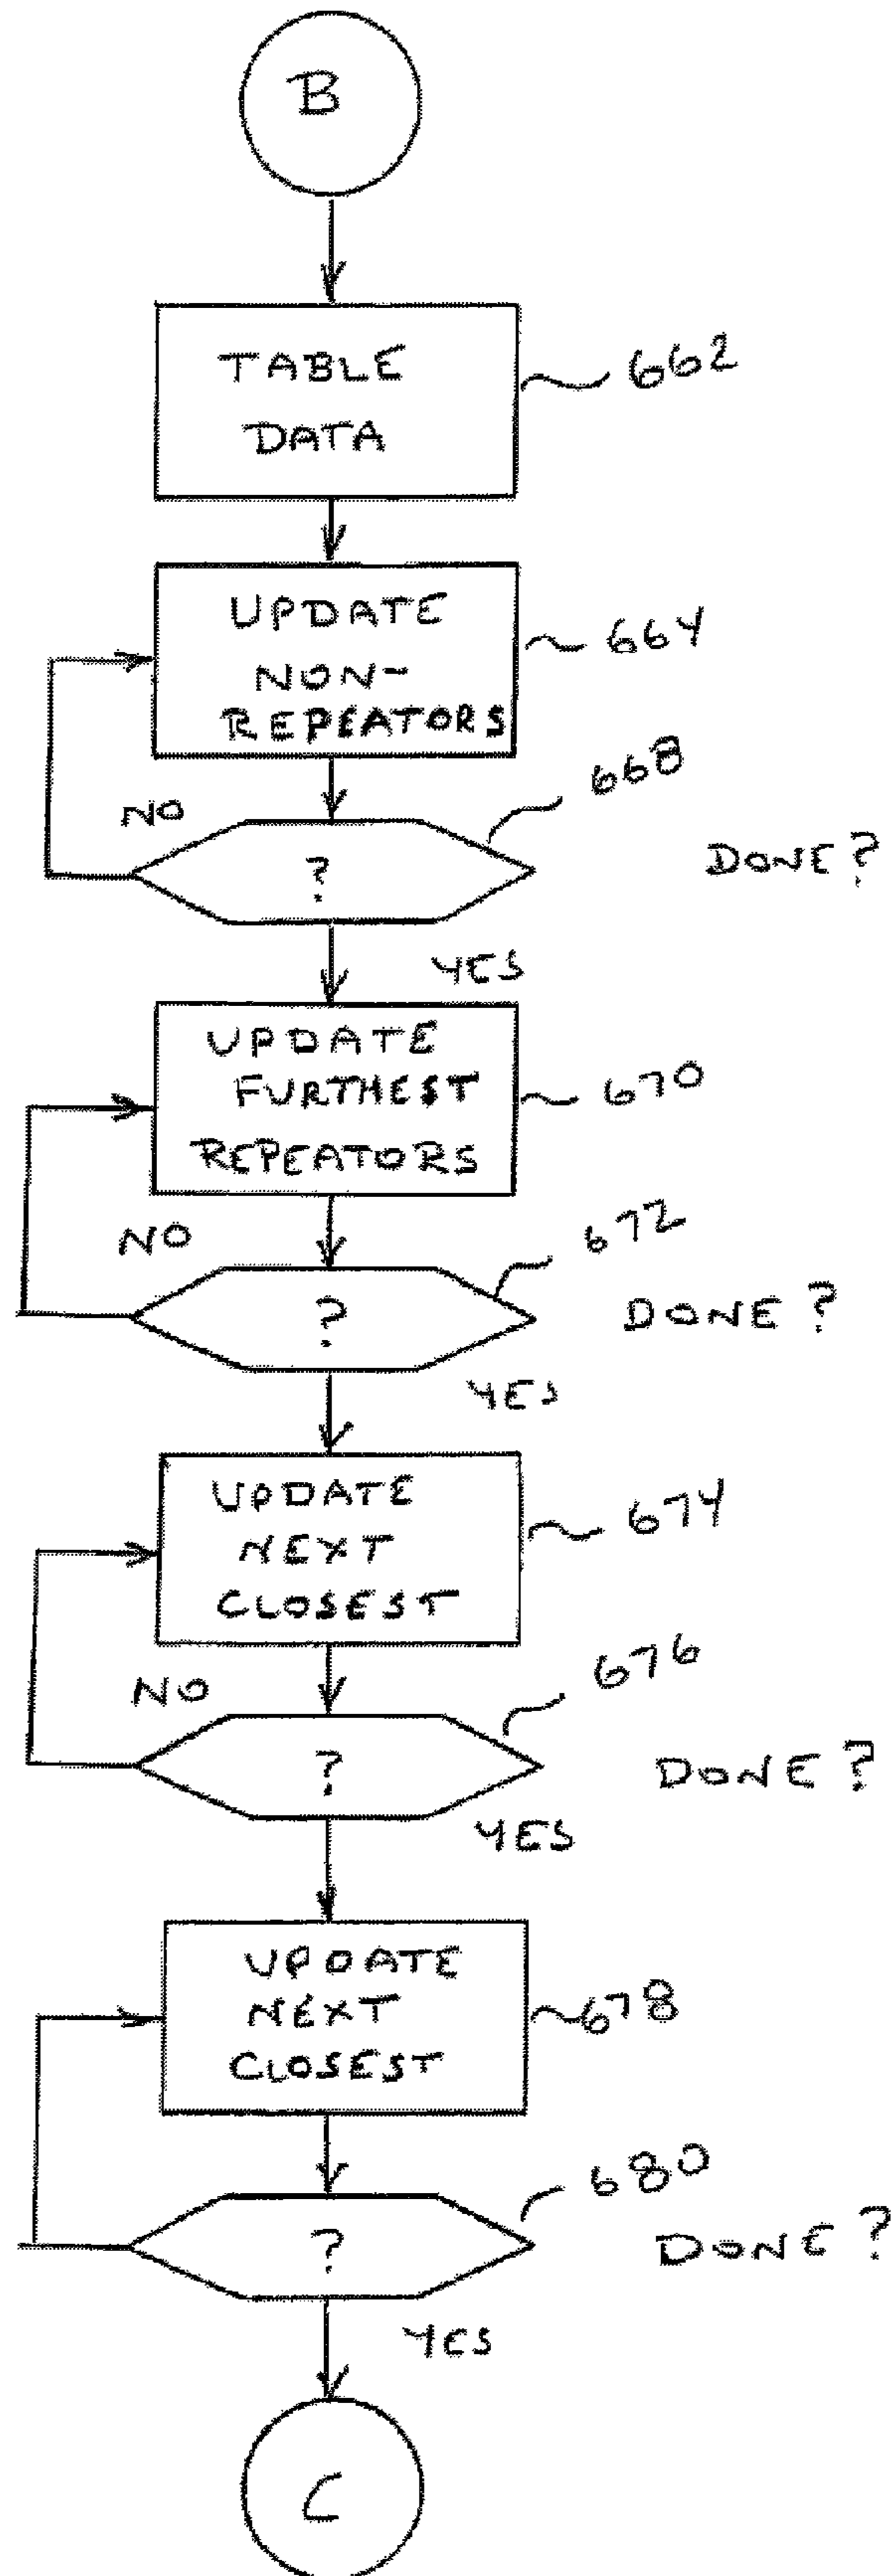 B
TABLE
DATA
662
UPDATE
NON-
REPEATORS
664
668
NO
?
DONE ?
YES
UPDATE
FURTHEST
REPEATORS
670
672
NO
?
DONE ?
YES
UPDATE
NEXT
CLOSEST
674
676
NO
?
DONE ?
YES
UPDATE
NEXT
CLOSEST
678
680
?
DONE ?
YES
C